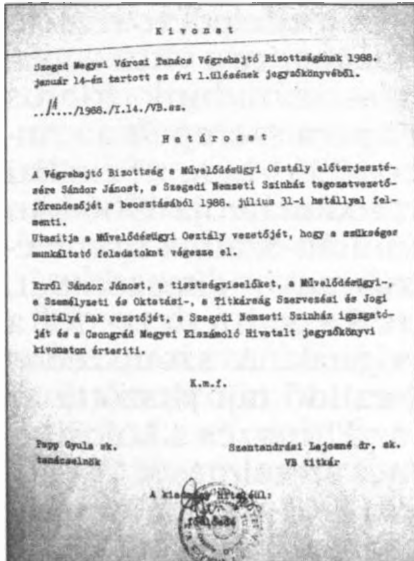 K i v o n a t
Szeged Megyei Városi Tanács Végrehajtó Bizottságának 1988.
január 14-én tartott es évi 1.ülésének jegyzőkönyvéből.
/1988./I.14./VB.sz.
H a t á r o z a t
A Végrehajtó Bizottság a Művelődésügyi Osztály előterjeszté-
sére Sándor Jánost, a Szegedi Nemzeti Színház tagozatvezető-
főrendezőjét a beosztásából 1988. július 31-i hatállyal fel-
menti.
Utasítja a Művelődésügyi Osztály vezetőjét, hogy a szükséges
munkáltató feladatokat végezze el.
Erről Sándor Jánost, a tisztségviselőket, a Művelődésügyi-,
a Személyzeti és Oktatási-, a Titkárság Szervezési és Jogi
Osztályának vezetőjét, a Szegedi Nemzeti Színház igazgató-
ját és a Csongrád Megyei Elszámoló Hivatalt jegyzőkönyvi
kivonaton értesíti.
K.m.f.
Papp Gyula sk.
tanácselnök
Szentandrási Lajosné dr. sk.
VB titkár
A kiadmány hiteléül: